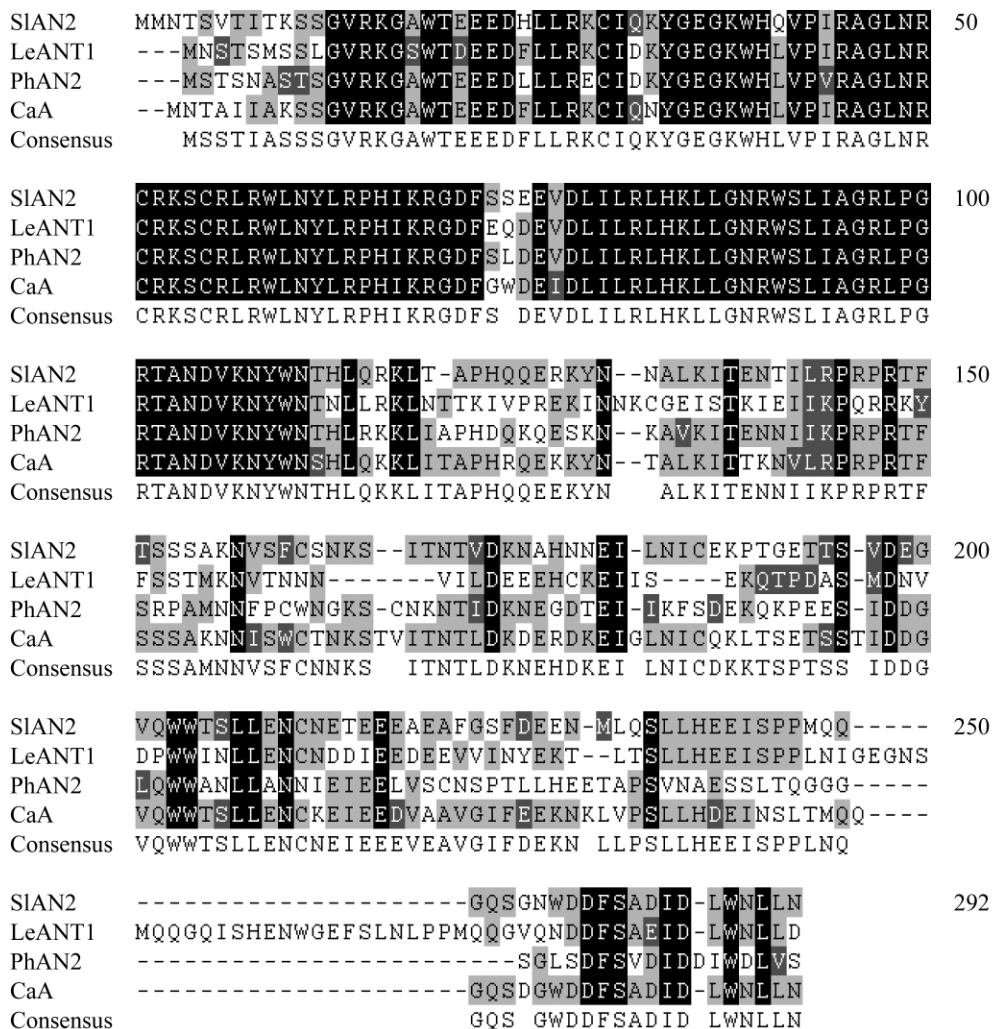 SlAN2 MMNTSVTITKSSGVRKGAWTEEEDHLLRKCIQKYGEGKWHQVPIRAGLNR 50
LeANT1 ---MNSTSMSSLGVRKGSWTDEEDFLLRKCIDKYGEGKWHLVPIRAGLNR
PhAN2 ---MSTSNASTSGVRKGAWTEEEDLLLRECIDKYGEGKWHLVPVRAGLNR
CaA --MNTAIIAKSSGVRKGAWTEEEDFLLRKCIQNYGEGKWHLVPIRAGLNR
Consensus MSSTIASSSSGVRKGAWTEEEDFLLRKCIQKYGEGKWHLVPIRAGLNR
SlAN2 CRKSCRLRWLNYLRPHIKRGDFSSEEVDLILRLHKLLGNRWSLIAGRLPG 100
LeANT1 CRKSCRLRWLNYLRPHIKRGDFEQDEVDLILRLHKLLGNRWSLIAGRLPG
PhAN2 CRKSCRLRWLNYLRPHIKRGDFSLDEVDLILRLHKLLGNRWSLIAGRLPG
CaA CRKSCRLRWLNYLRPHIKRGDFGWDEIDLILRLHKLLGNRWSLIAGRLPG
Consensus CRKSCRLRWLNYLRPHIKRGDFS DEVDLILRLHKLLGNRWSLIAGRLPG
SlAN2 RTANDVKNYWNTHLQRKLT-APHQQERKYN--NALKITENTILRPRPRTF 150
LeANT1 RTANDVKNYWNTNLLRKLNTTKIVPREKINNKCGEISTKIEIIKPQRRKY
PhAN2 RTANDVKNYWNTHLRKKLIAPHDQKQESKN--KAVKITENNIIKPRPRTF
CaA RTANDVKNYWNSHLQKKLITAPHRQEKKYN--TALKITTKNVLRPRPRTF
Consensus RTANDVKNYWNTHLQKKLITAPHQQEEKYN ALKITENNIIKPRPRTF
SlAN2 TSSSAKNVSFCSNKS--ITNTVDKNAHNNEI-LNICEKPTGETTS-VDEG 200
LeANT1 FSSTMKNVTNNN-------VILDEEEHCKEIIS----EKQTPDAS-MDNV
PhAN2 SRPAMNNFPCWNGKS-CNKNTIDKNEGDTEI-IKFSDEKQKPEES-IDDG
CaA SSSAKNNISWCTNKSTVITNTLDKDERDKEIGLNICQKLTSETSSTIDDG
Consensus SSSAMNNVSFCNNKS ITNTLDKNEHDKEI LNICDKKTSPTSS IDDG
SlAN2 VQWWTSLLENCNETEEEAEAFGSFDEEN-MLQSLLHEEISPPMQQ----- 250
LeANT1 DPWWINLLENCNDDIEEDEEVVINYEKT--LTSLLHEEISPPLNIGEGNS
PhAN2 LQWWANLLANNIEIEELVSCNSPTLLHEETAPSVNAESSLTQGGG-----
CaA VQWWTSLLENCKEIEEDVAAVGIFEEKNKLVPSLLHDEINSLTMQQ----
Consensus VQWWTSLLENCNEIEEEVEAVGIFDEKN LLPSLLHEEISPPLNQ
SlAN2 ---------------------GQSGNWDDFSADID-LWNLLN 292
LeANT1 MQQGQISHENWGEFSLNLPPMQQGVQNDDFSAEID-LWNLLD
PhAN2 ------------------------SGLSDFSVDIDDIWDLVS
CaA ---------------------GQSDGWDDFSADID-LWNLLN
Consensus GQS GWDDFSADID LWNLLN